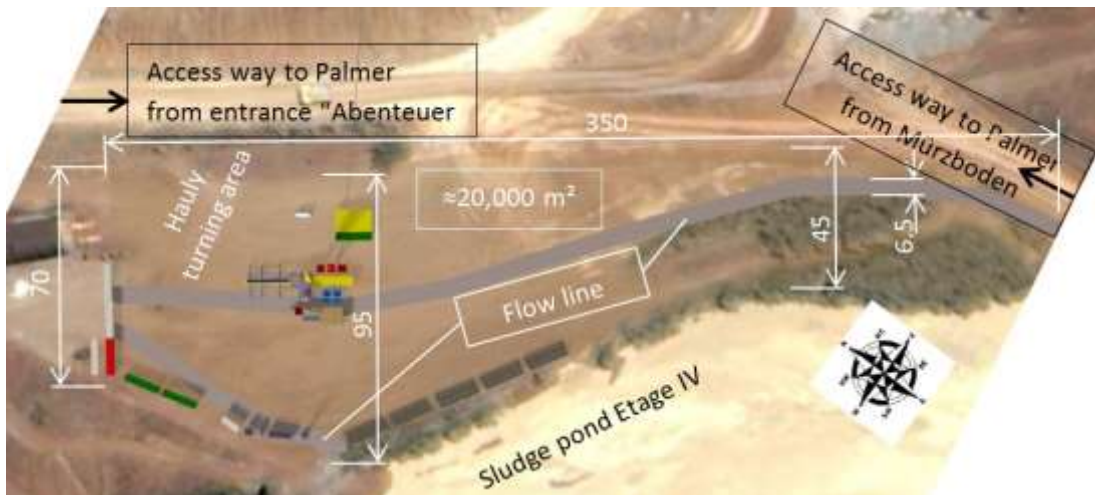 Access way to Palmer
from entrance "Abenteuer
Access way to Palmer
from Mürzboden
350
Hauly
turning area
≈20,000 m²
70
95
45
6.5
Flow line
Sludge pond Etage IV